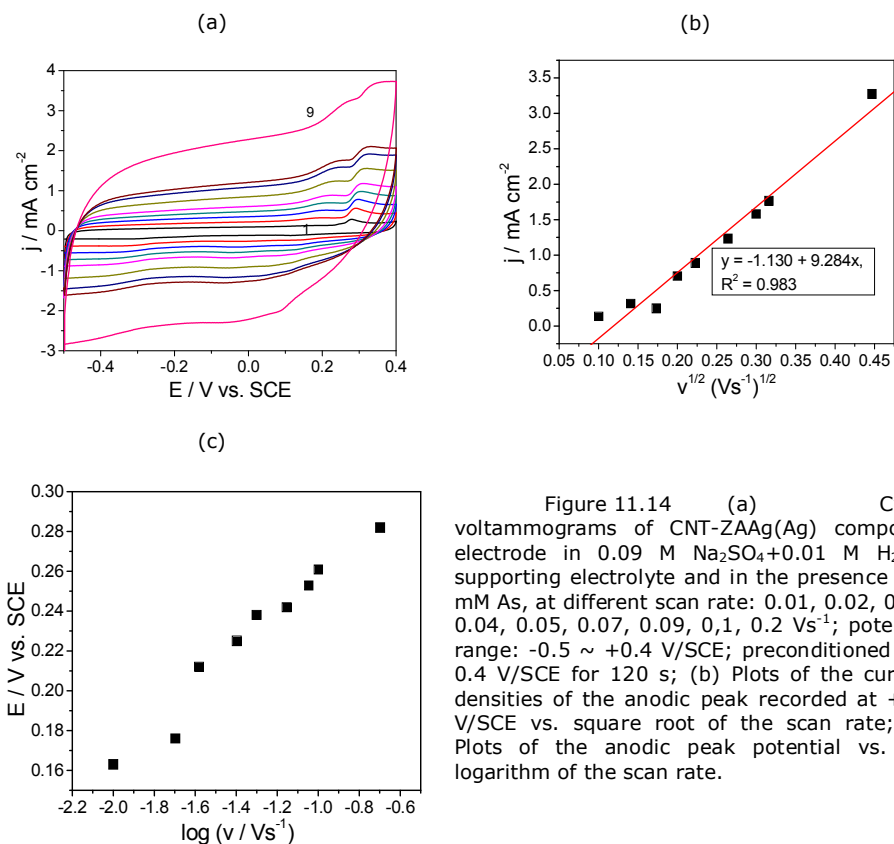 (a)
(b)
4
3
2
1
0
-1
-2
-3
j / mA cm-2
9
1
-0.4
-0.2
0.0
0.2
0.4
E / V vs. SCE
3.5
3.0
2.5
2.0
1.5
1.0
0.5
0.0
j / mA cm-2
y = -1.130 + 9.284x,
R2 = 0.983
0.05
0.10
0.15
0.20
0.25
0.30
0.35
0.40
0.45
v1/2 (Vs-1)1/2
(c)
0.30
0.28
0.26
0.24
0.22
0.20
0.18
0.16
E / V vs. SCE
-2.2
-2.0
-1.8
-1.6
-1.4
-1.2
-1.0
-0.8
-0.6
log (v / Vs-1)
Figure 11.14 (a) C
voltammograms of CNT-ZAAg(Ag) compo
electrode in 0.09 M Na2SO4+0.01 M H2
supporting electrolyte and in the presence
mM As, at different scan rate: 0.01, 0.02, 0
0.04, 0.05, 0.07, 0.09, 0,1, 0.2 Vs-1; pote
range: -0.5 ~ +0.4 V/SCE; preconditioned
0.4 V/SCE for 120 s; (b) Plots of the cur
densities of the anodic peak recorded at +
V/SCE vs. square root of the scan rate;
Plots of the anodic peak potential vs.
logarithm of the scan rate.